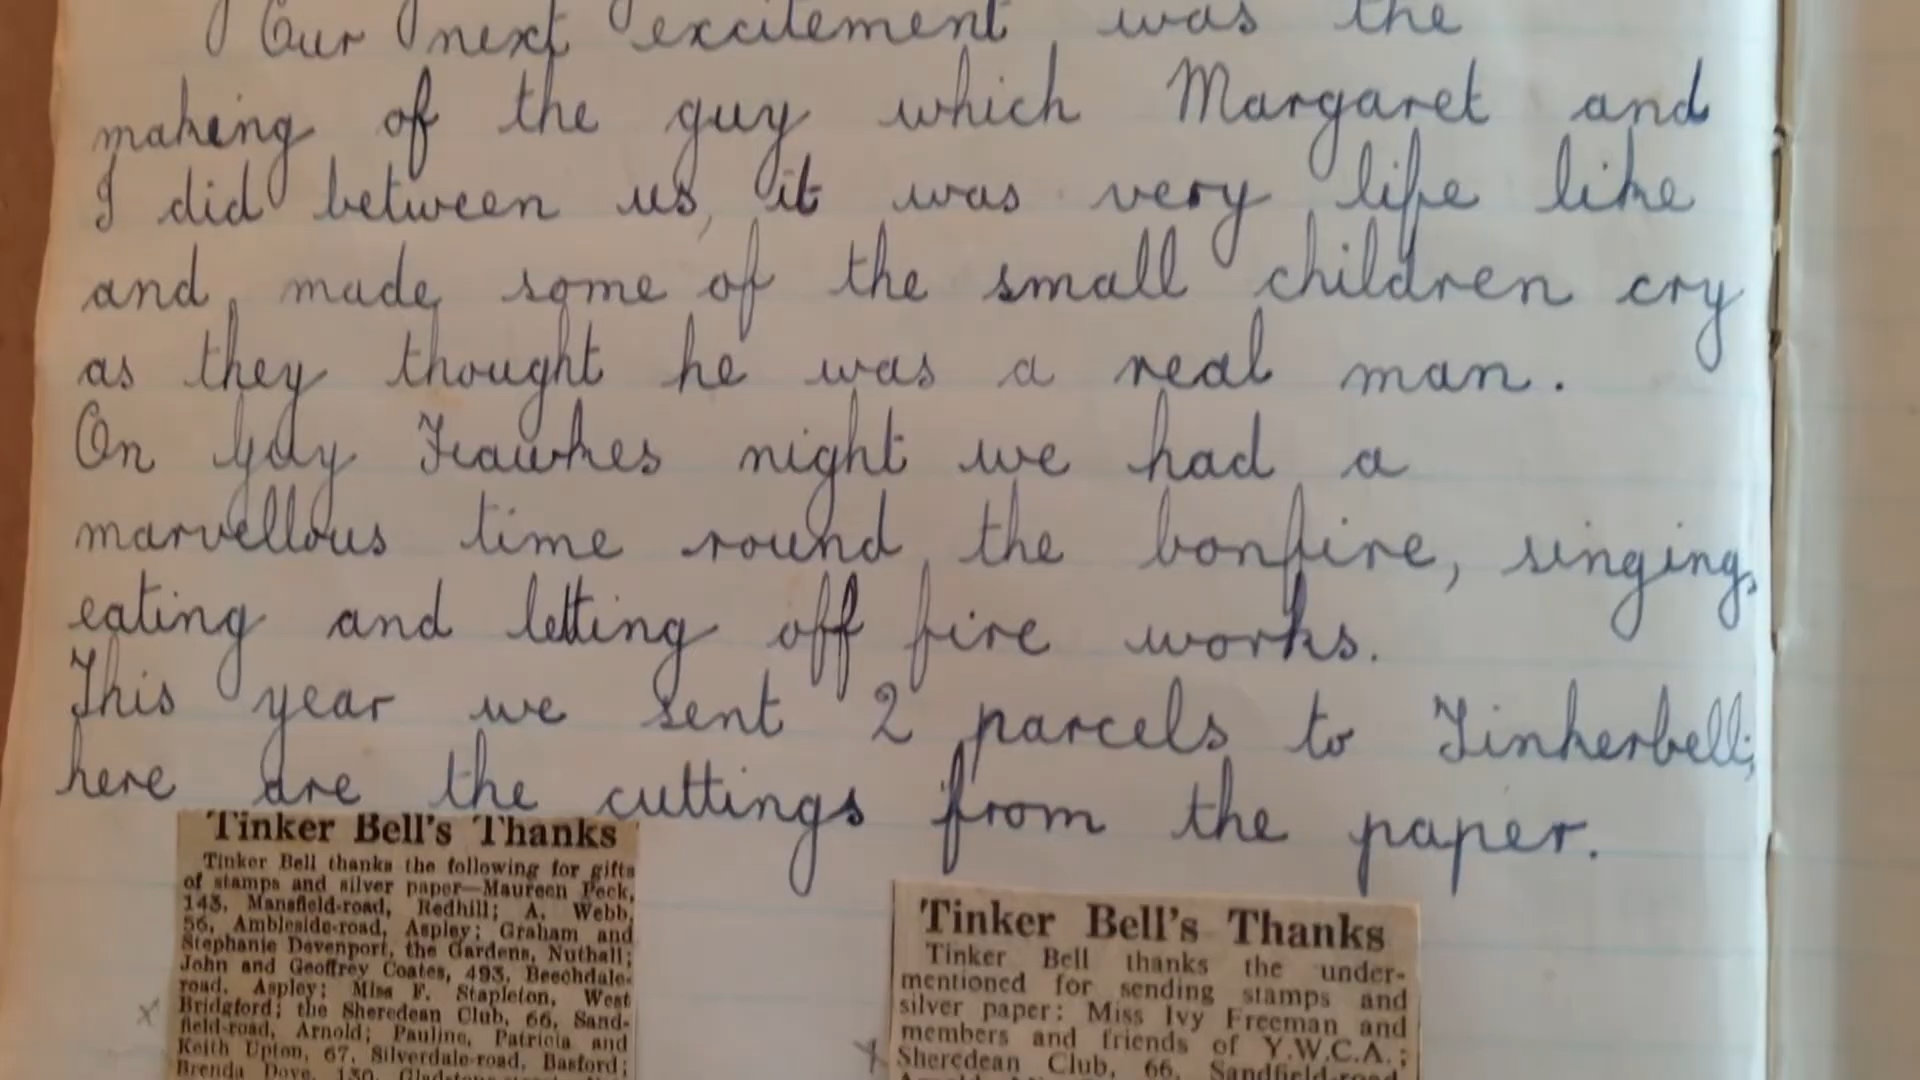 Our next excitement was the
making of the guy which Margaret and
I did between us, it was very life like
and made some of the small children cry
as they thought he was a real man.
On Guy Fawkes night we had a
marvellous time round the bonfire, singing,
eating and letting off fire works.
This year we sent 2 parcels to Tinkerbell,
here are the cuttings from the paper.
Tinker Bell's Thanks
Tinker Bell thanks the following for gifts
of stamps and silver paper—Maureen Peck,
143, Mansfield-road, Redhill; A. Webb,
56, Ambleside-road, Aspley; Graham and
Stephanie Davenport, the Gardens, Nuthall;
John and Geoffrey Coates, 493, Beechdale-
road, Aspley; Miss F. Stapleton, West
Bridgford; the Sheredean Club, 66, Sand-
field-road, Arnold; Pauline, Patricia and
Keith Upton, 67, Silverdale-road, Basford;
Brenda Dove, 130,
Tinker Bell's Thanks
Tinker Bell thanks the under-
mentioned for sending stamps and
silver paper: Miss Ivy Freeman and
members and friends of Y.W.C.A.;
Sheredean Club, 66, Sandfield-road,